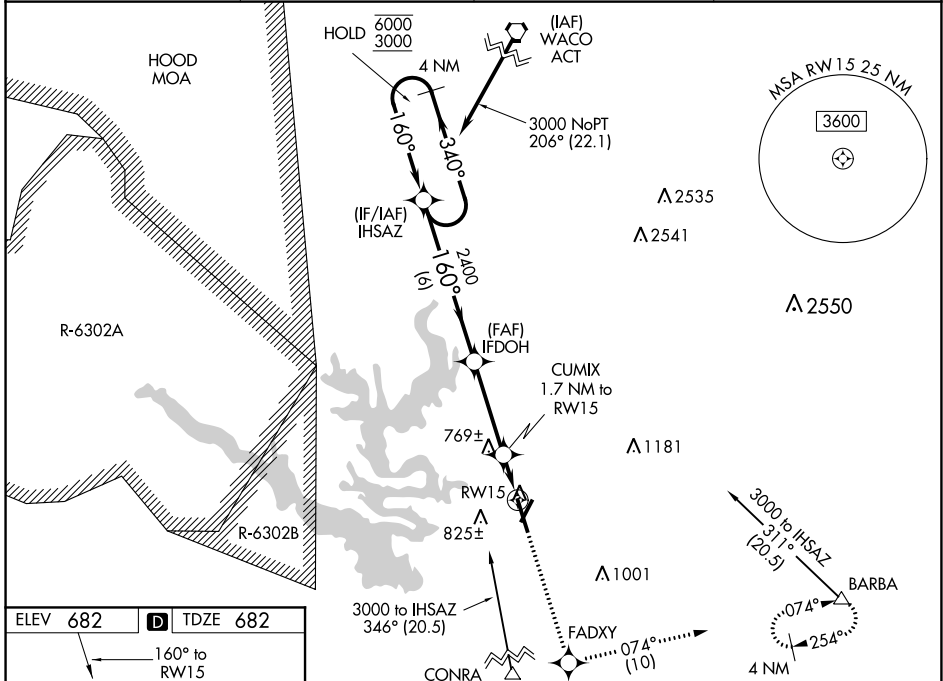 HOOD
MOA
HOLD
6000
3000
4 NM
(IAF)
WACO
ACT
3000 NoPT
206° (22.1)
160°
340°
(IF/IAF)
IHSAZ
MSA RW15 25 NM
3600
2535
2541
2550
2400
160°
(6)
R-6302A
(FAF)
IFDOH
CUMIX
1.7 NM to
RW15
769±
1181
RW15
825±
R-6302B
1001
3000 to IHSAZ
311°
(20.5)
BARBA
074°
254°
4 NM
3000 to IHSAZ
346° (20.5)
CONRA
FADXY
074°
(10)
ELEV 682
D
TDZE 682
160° to
RW15